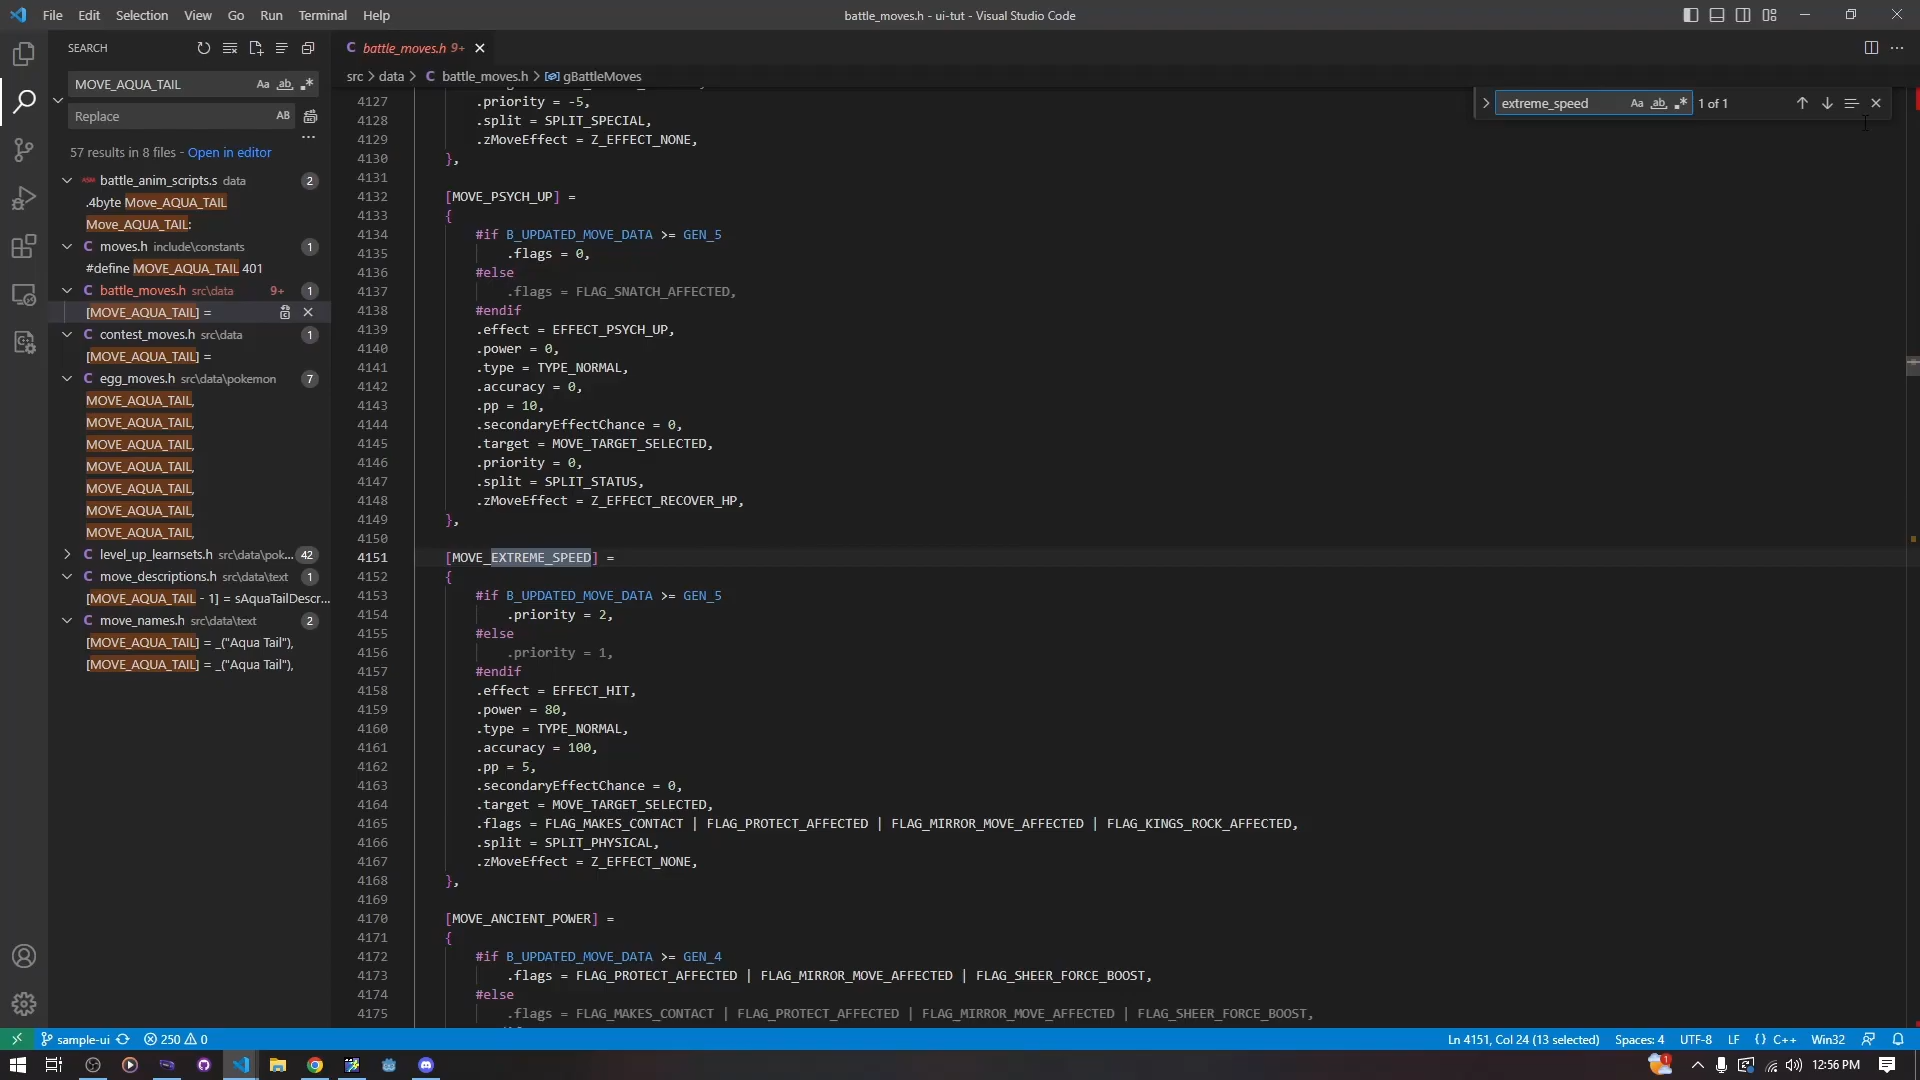 File Edit Selection View Go Run Terminal Help
battle_moves.h - ui-tut - Visual Studio Code
SEARCH
MOVE_AQUA_TAIL
Aa ab
Replace
AB
57 results in 8 files - Open in editor
battle_anim_scripts.s data 2
.4byte Move_AQUA_TAIL
Move_AQUA_TAIL:
C moves.h include\constants 1
#define MOVE_AQUA_TAIL 401
C battle_moves.h src\data 9+ 1
[MOVE_AQUA_TAIL] =
C contest_moves.h src\data 1
[MOVE_AQUA_TAIL] =
C egg_moves.h src\data\pokemon 7
MOVE_AQUA_TAIL,
MOVE_AQUA_TAIL,
MOVE_AQUA_TAIL,
MOVE_AQUA_TAIL,
MOVE_AQUA_TAIL,
MOVE_AQUA_TAIL,
MOVE_AQUA_TAIL,
C level_up_learnsets.h src\data\pok... 42
C move_descriptions.h src\data\text 1
[MOVE_AQUA_TAIL - 1] = sAquaTailDescr...
C move_names.h src\data\text 2
[MOVE_AQUA_TAIL] = _("Aqua Tail"),
[MOVE_AQUA_TAIL] = _("Aqua Tail"),
C battle_moves.h 9+
src > data > C battle_moves.h > gBattleMoves
extreme_speed Aa ab 1 of 1
4127 .priority = -5,
4128 .split = SPLIT_SPECIAL,
4129 .zMoveEffect = Z_EFFECT_NONE,
4130 },
4131
4132 [MOVE_PSYCH_UP] =
4133 {
4134 #if B_UPDATED_MOVE_DATA >= GEN_5
4135 .flags = 0,
4136 #else
4137 .flags = FLAG_SNATCH_AFFECTED,
4138 #endif
4139 .effect = EFFECT_PSYCH_UP,
4140 .power = 0,
4141 .type = TYPE_NORMAL,
4142 .accuracy = 0,
4143 .pp = 10,
4144 .secondaryEffectChance = 0,
4145 .target = MOVE_TARGET_SELECTED,
4146 .priority = 0,
4147 .split = SPLIT_STATUS,
4148 .zMoveEffect = Z_EFFECT_RECOVER_HP,
4149 },
4150
4151 [MOVE_EXTREME_SPEED] =
4152 {
4153 #if B_UPDATED_MOVE_DATA >= GEN_5
4154 .priority = 2,
4155 #else
4156 .priority = 1,
4157 #endif
4158 .effect = EFFECT_HIT,
4159 .power = 80,
4160 .type = TYPE_NORMAL,
4161 .accuracy = 100,
4162 .pp = 5,
4163 .secondaryEffectChance = 0,
4164 .target = MOVE_TARGET_SELECTED,
4165 .flags = FLAG_MAKES_CONTACT | FLAG_PROTECT_AFFECTED | FLAG_MIRROR_MOVE_AFFECTED | FLAG_KINGS_ROCK_AFFECTED,
4166 .split = SPLIT_PHYSICAL,
4167 .zMoveEffect = Z_EFFECT_NONE,
4168 },
4169
4170 [MOVE_ANCIENT_POWER] =
4171 {
4172 #if B_UPDATED_MOVE_DATA >= GEN_4
4173 .flags = FLAG_PROTECT_AFFECTED | FLAG_MIRROR_MOVE_AFFECTED | FLAG_SHEER_FORCE_BOOST,
4174 #else
4175 .flags = FLAG_MAKES_CONTACT | FLAG_PROTECT_AFFECTED | FLAG_MIRROR_MOVE_AFFECTED | FLAG_SHEER_FORCE_BOOST,
sample-ui 250 0
Ln 4151, Col 24 (13 selected) Spaces: 4 UTF-8 LF {} C++ Win32
1
12:56 PM